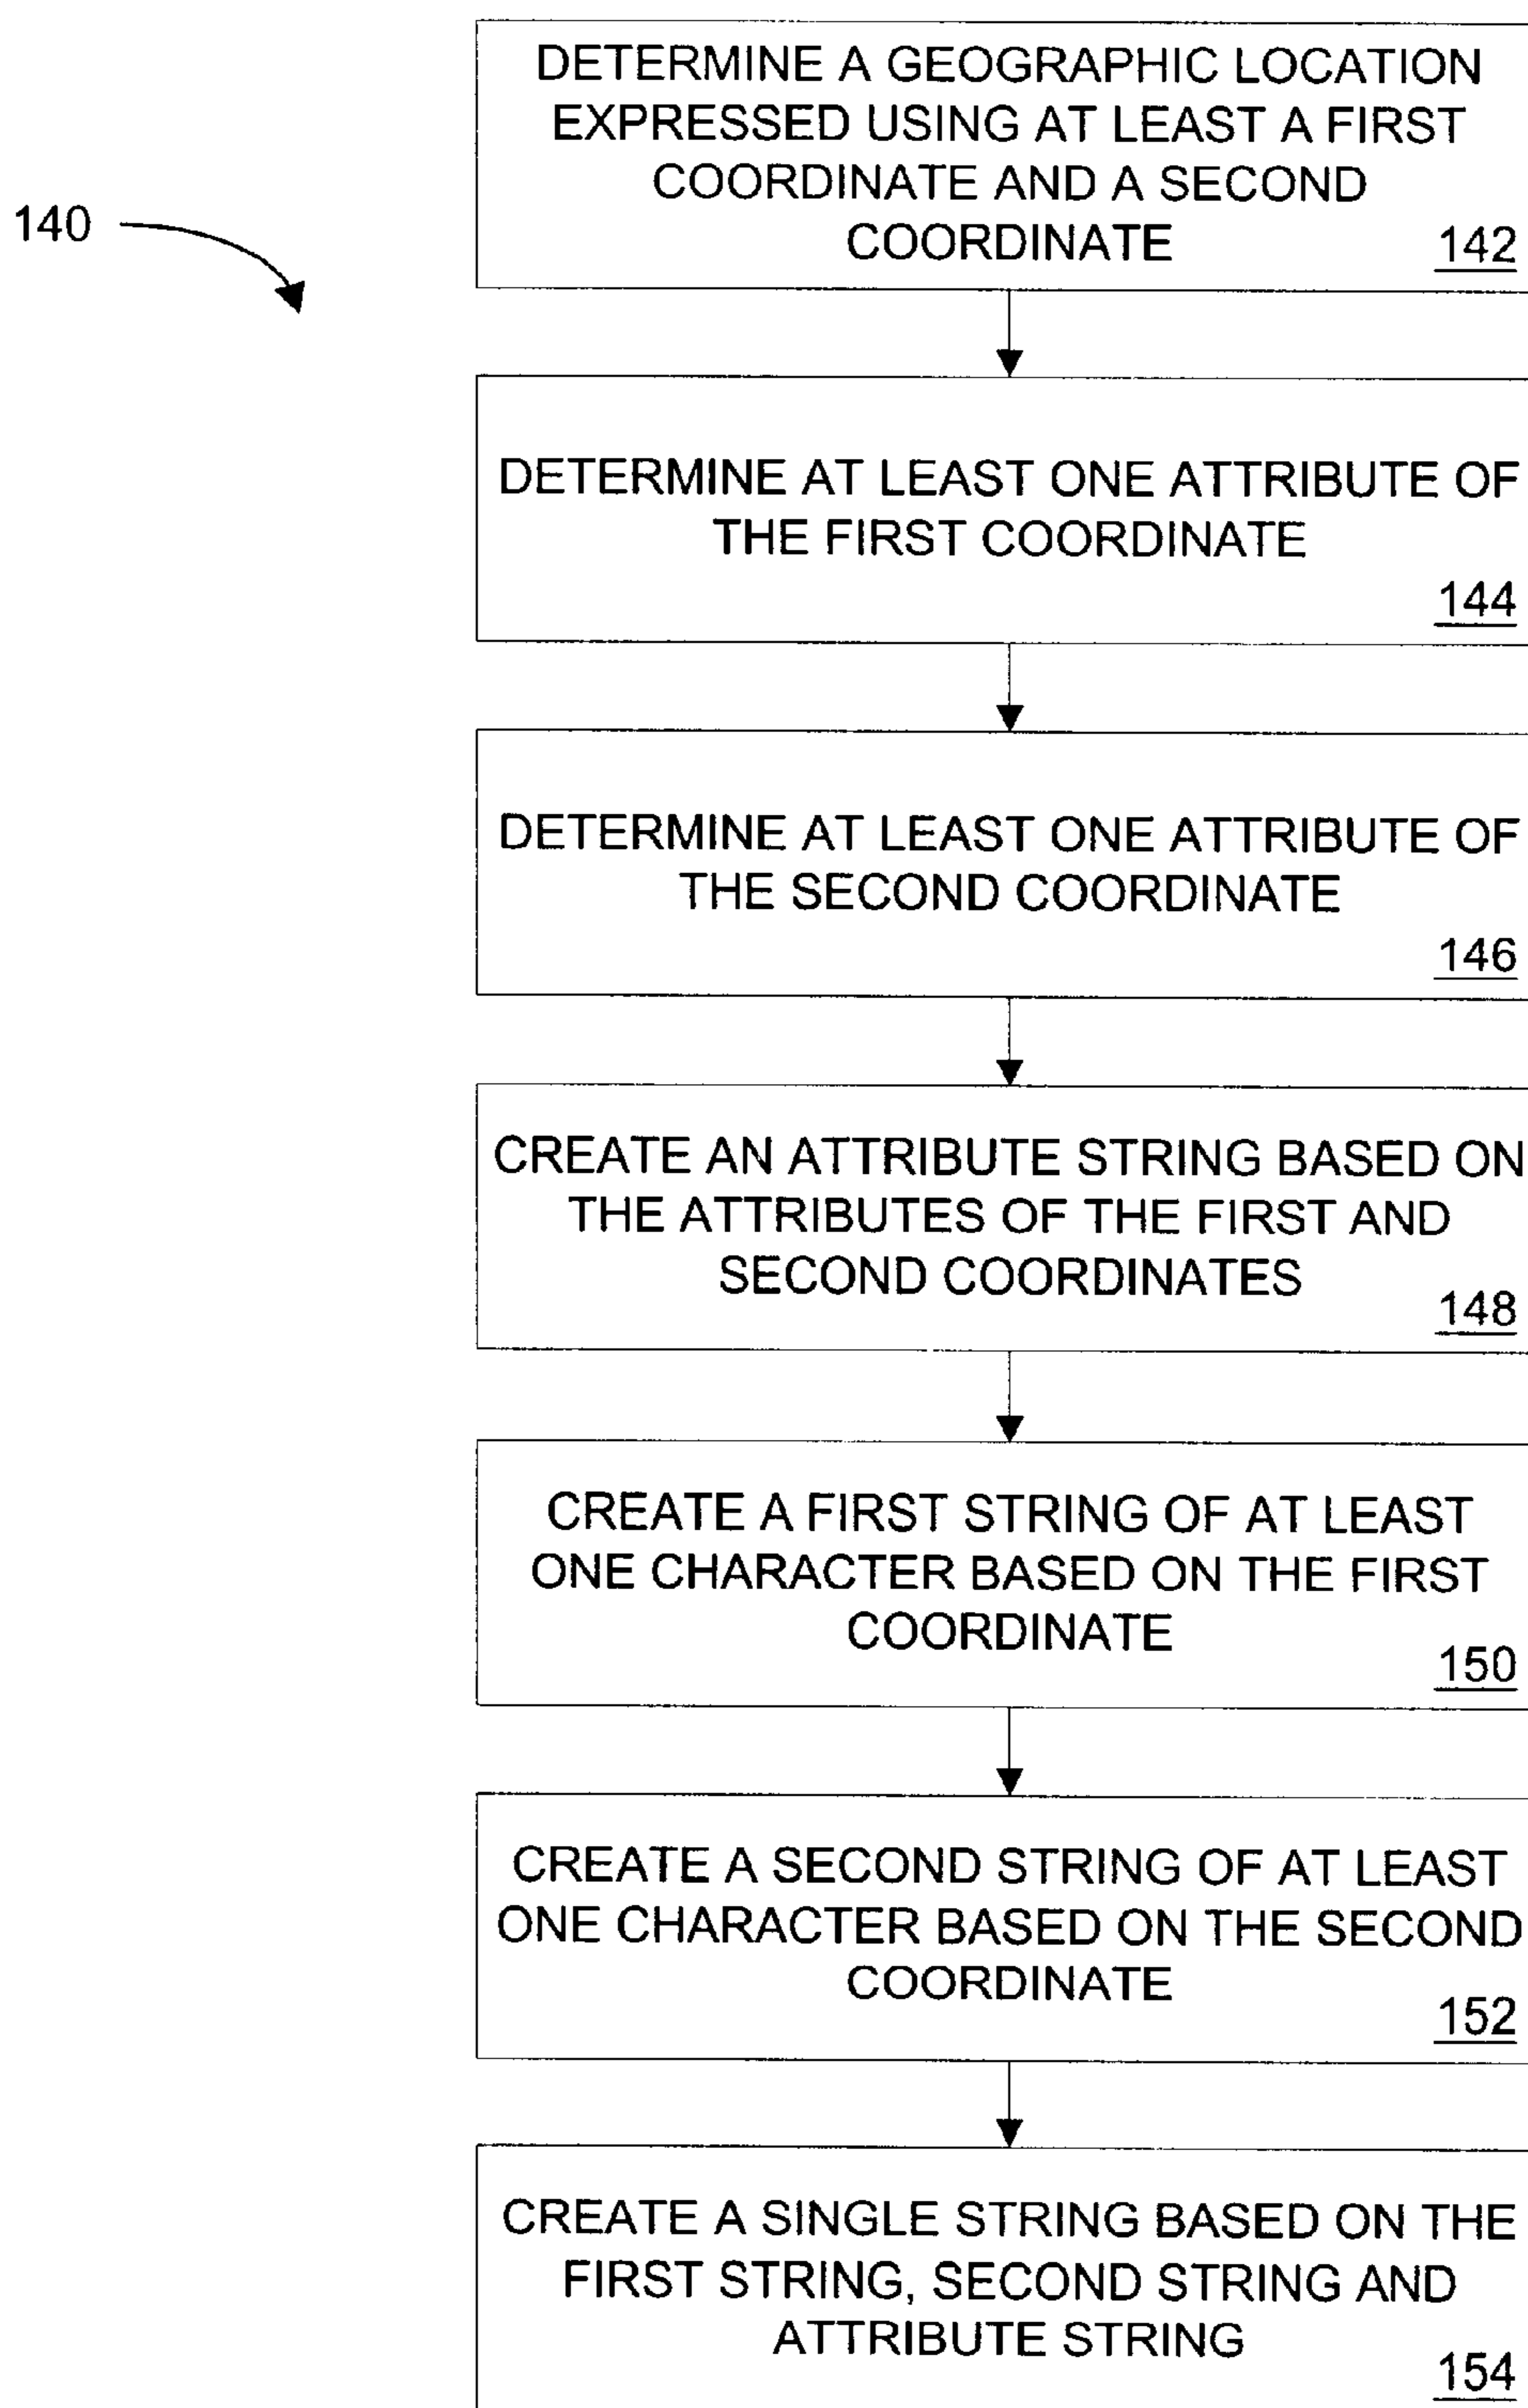 DETERMINE A GEOGRAPHIC LOCATION
EXPRESSED USING AT LEAST A FIRST
COORDINATE AND A SECOND
COORDINATE
142
140
DETERMINE AT LEAST ONE ATTRIBUTE OF
THE FIRST COORDINATE
144
DETERMINE AT LEAST ONE ATTRIBUTE OF
THE SECOND COORDINATE
146
CREATE AN ATTRIBUTE STRING BASED ON
THE ATTRIBUTES OF THE FIRST AND
SECOND COORDINATES
148
CREATE A FIRST STRING OF AT LEAST
ONE CHARACTER BASED ON THE FIRST
COORDINATE
150
CREATE A SECOND STRING OF AT LEAST
ONE CHARACTER BASED ON THE SECOND
COORDINATE
152
CREATE A SINGLE STRING BASED ON THE
FIRST STRING, SECOND STRING AND
ATTRIBUTE STRING
154